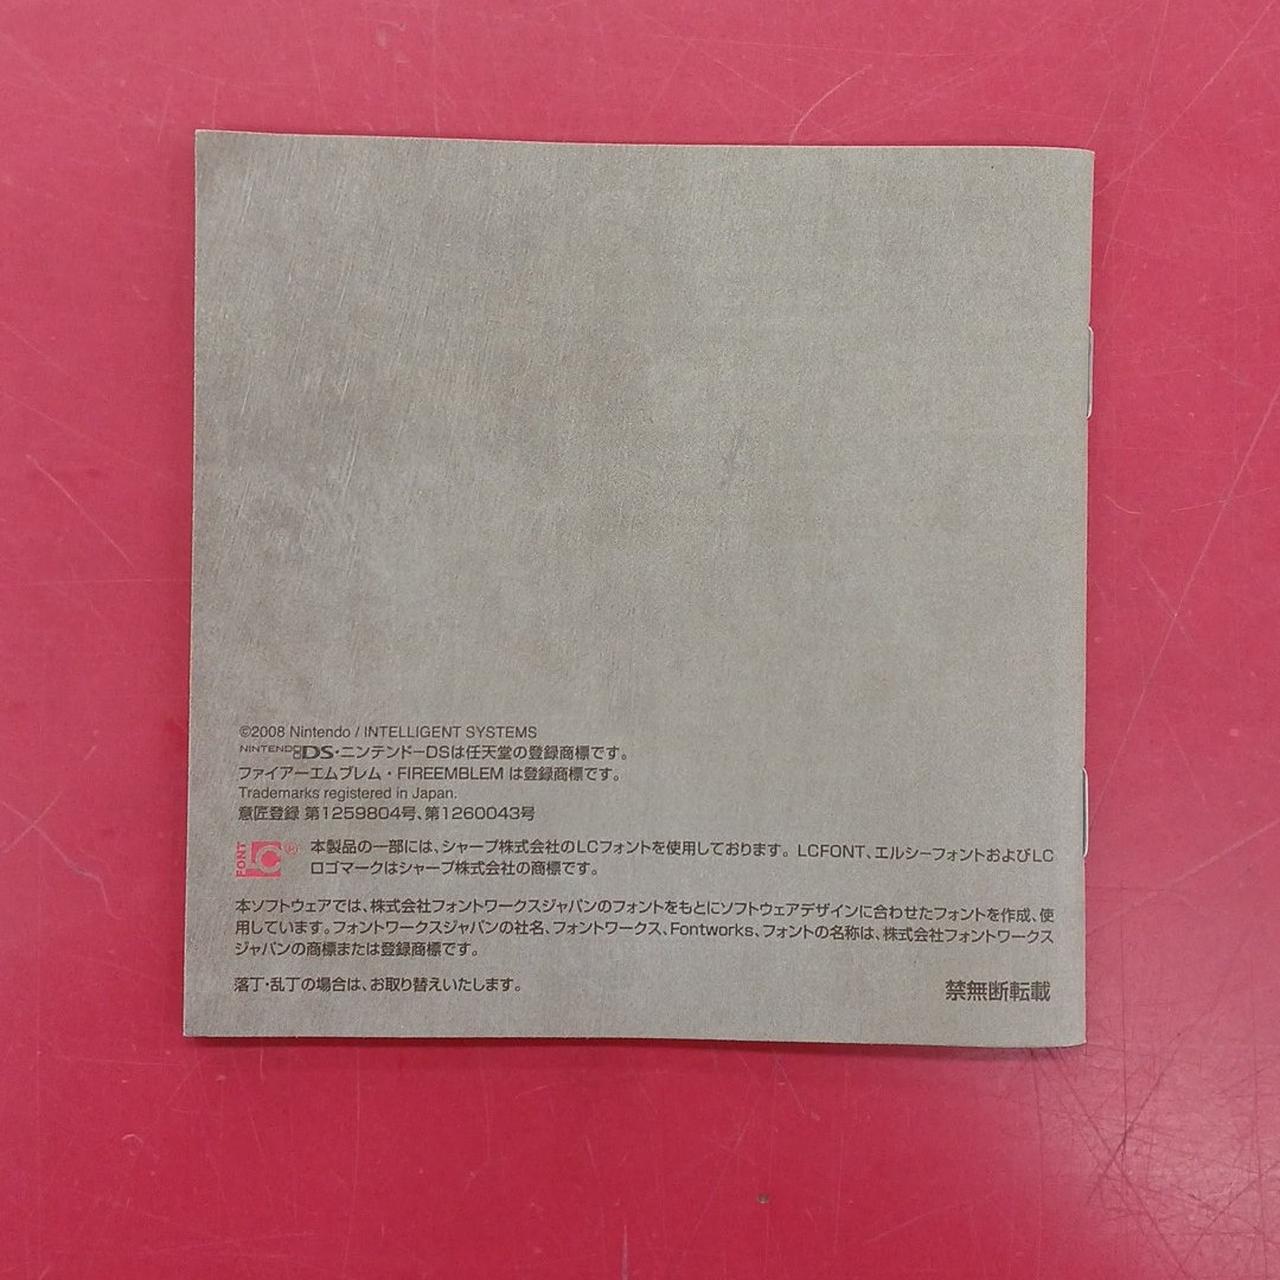 ©2008 Nintendo / INTELLIGENT SYSTEMS
NINTENDO DS・ニンテンドーDSは任天堂の登録商標です。
ファイアーエムブレム・FIREEMBLEM は登録商標です。
Trademarks registered in Japan.
意匠登録 第1259804号、第1260043号
LC FONT ® 本製品の一部には、シャープ株式会社のLCフォントを使用しております。LCFONT、エルシーフォントおよびLC
ロゴマークはシャープ株式会社の商標です。
本ソフトウェアでは、株式会社フォントワークスジャパンのフォントをもとにソフトウェアデザインに合わせたフォントを作成、使
用しています。フォントワークスジャパンの社名、フォントワークス、Fontworks、フォントの名称は、株式会社フォントワークス
ジャパンの商標または登録商標です。
落丁・乱丁の場合は、お取り替えいたします。
禁無断転載